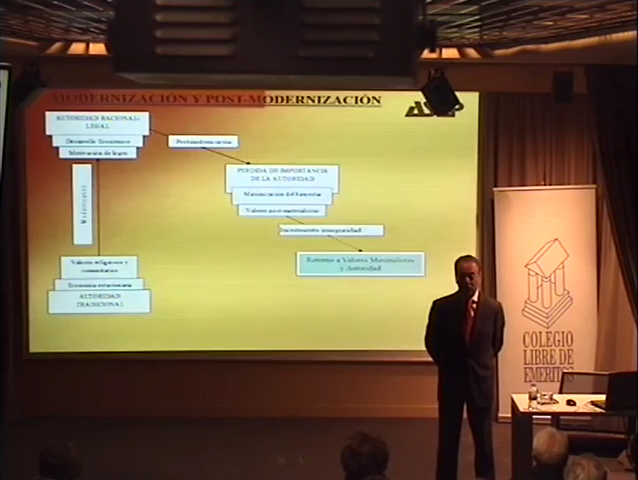 MODERNIZACIÓN Y POST-MODERNIZACIÓN
AUTORIDAD RACIONAL-
LEGAL
Desarrollo Económico
Motivación de logro
Postmodernización
PERDIDA DE IMPORTANCIA
DE LA AUTORIDAD
Maximización del bienestar
Valores post-materialistas
Incremento inseguridad
Retorno a Valores Materialistas
y Autoridad
Valores religiosos y
comunitarios
Economía estacionaria
AUTORIDAD
TRADICIONAL
COLEGIO
LIBRE DE
EMÉRITOS